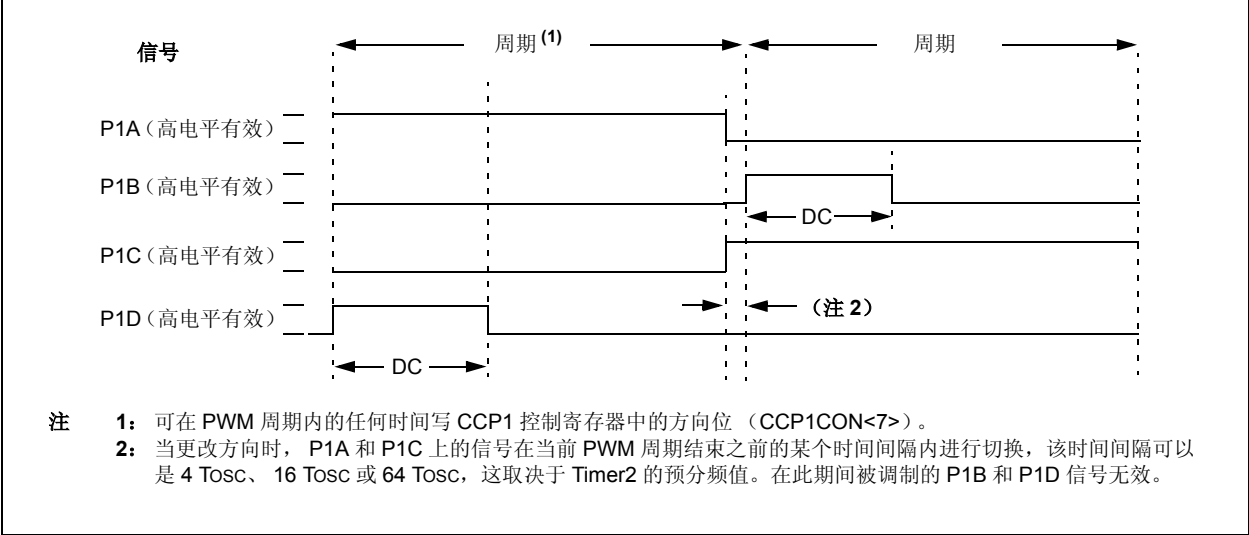 信号
周期(1)
周期
P1A（高电平有效）
P1B（高电平有效）
DC
P1C（高电平有效）
（注 2）
P1D（高电平有效）
DC
注 1： 可在 PWM 周期内的任何时间写 CCP1 控制寄存器中的方向位 （CCP1CON<7>）。
2： 当更改方向时， P1A 和 P1C 上的信号在当前 PWM 周期结束之前的某个时间间隔内进行切换，该时间间隔可以
是 4 TOSC、 16 TOSC 或 64 TOSC，这取决于 Timer2 的预分频值。在此期间被调制的 P1B 和 P1D 信号无效。